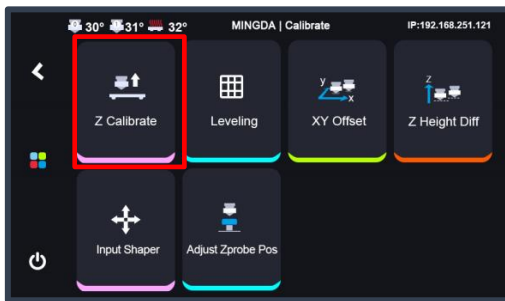 30° 31° 32° MINGDA | Calibrate IP:192.168.251.121
Z Calibrate Leveling XY Offset Z Height Diff
Input Shaper Adjust Zprobe Pos